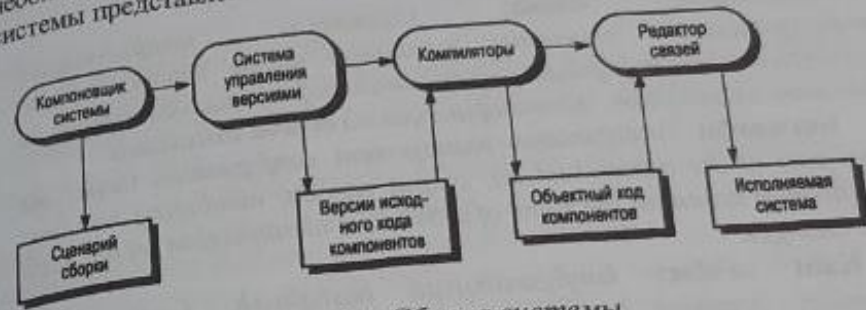 системы
Компоновщик
системы
Система
управления
версиями
Компиляторы
Редактор
связей
Сценарий
сборки
Версии исход-
ного кода
компонентов
Объектный код
компонентов
Исполняемая
система
системы